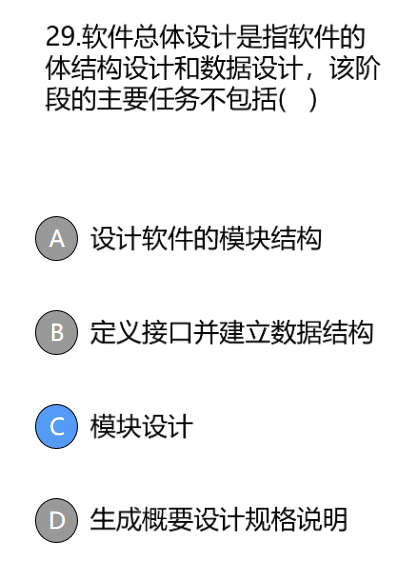 29.软件总体设计是指软件的
体结构设计和数据设计，该阶
段的主要任务不包括(   )
A 设计软件的模块结构
B 定义接口并建立数据结构
C 模块设计
D 生成概要设计规格说明